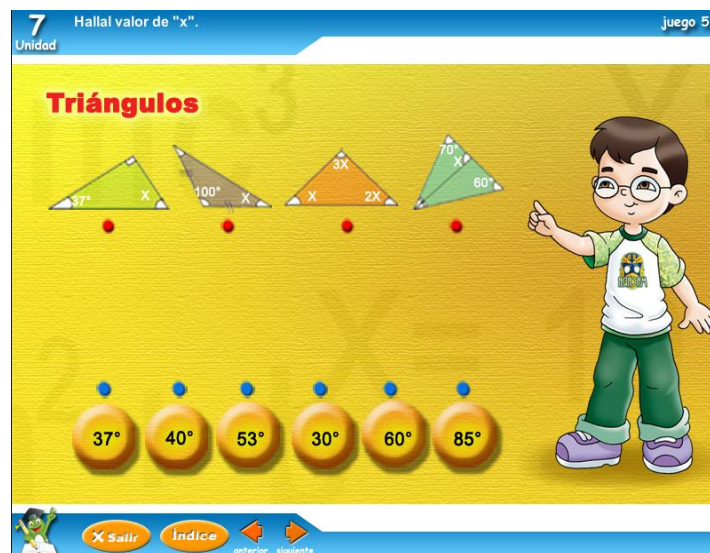 7
Unidad
Hallal valor de "x".
juego 5
Triángulos
37° X
100° X
3X
X 2X
70°
X
60°
37° 40° 53° 30° 60° 85°
X Salir Índice anterior siguiente